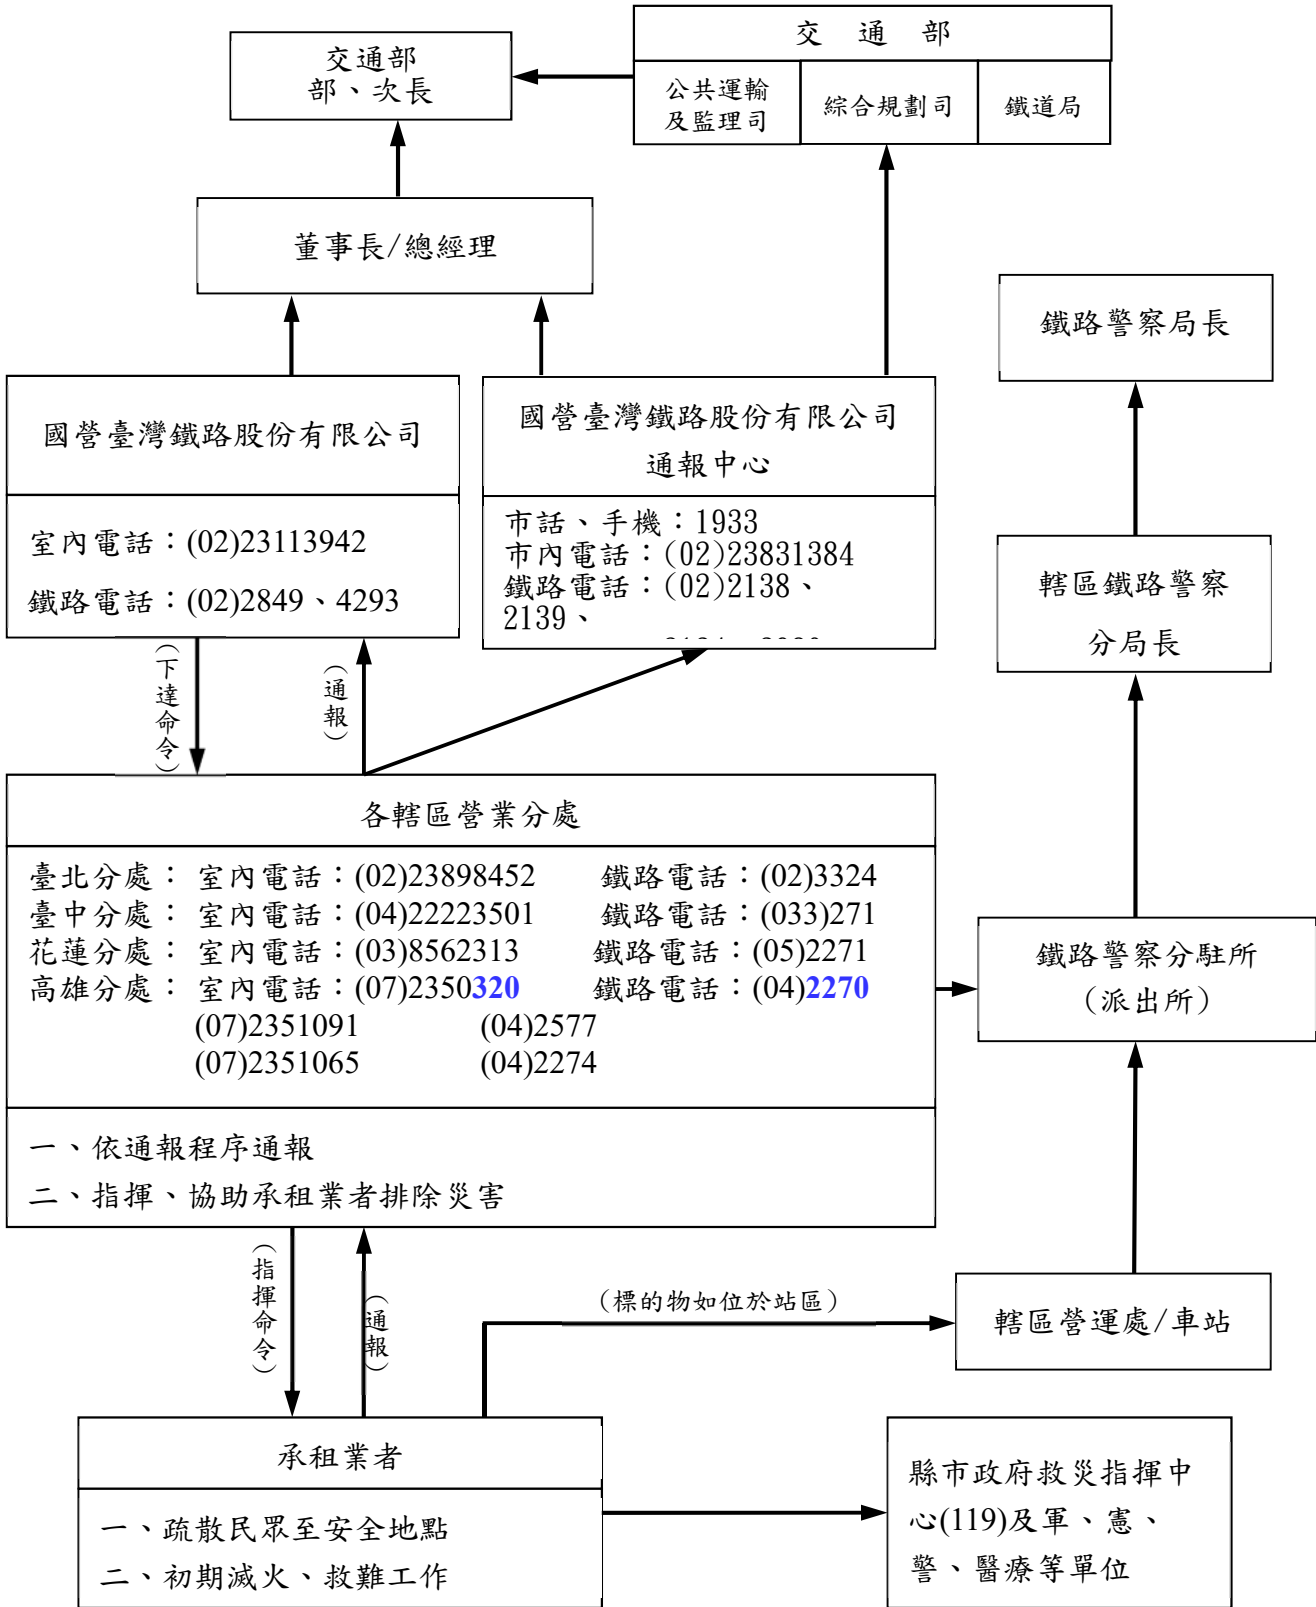 交 通 部
公共運輸
及監理司
綜合規劃司
鐵道局
交通部
部、次長
董事長/總經理
鐵路警察局長
國營臺灣鐵路股份有限公司
室內電話：(02)23113942
鐵路電話：(02)2849、4293
國營臺灣鐵路股份有限公司
通報中心
市話、手機：1933
市內電話：(02)23831384
鐵路電話：(02)2138、
2139、
轄區鐵路警察
分局長
（下達命令）
（通報）
各轄區營業分處
臺北分處： 室內電話：(02)23898452 鐵路電話：(02)3324
臺中分處： 室內電話：(04)22223501 鐵路電話：(033)271
花蓮分處： 室內電話：(03)8562313 鐵路電話：(05)2271
高雄分處： 室內電話：(07)2350320 鐵路電話：(04)2270
(07)2351091 (04)2577
(07)2351065 (04)2274
一、依通報程序通報
二、指揮、協助承租業者排除災害
鐵路警察分駐所
（派出所）
（指揮命令）
（通報）
（標的物如位於站區）
轄區營運處/車站
承租業者
一、疏散民眾至安全地點
二、初期滅火、救難工作
縣市政府救災指揮中
心(119)及軍、憲、
警、醫療等單位